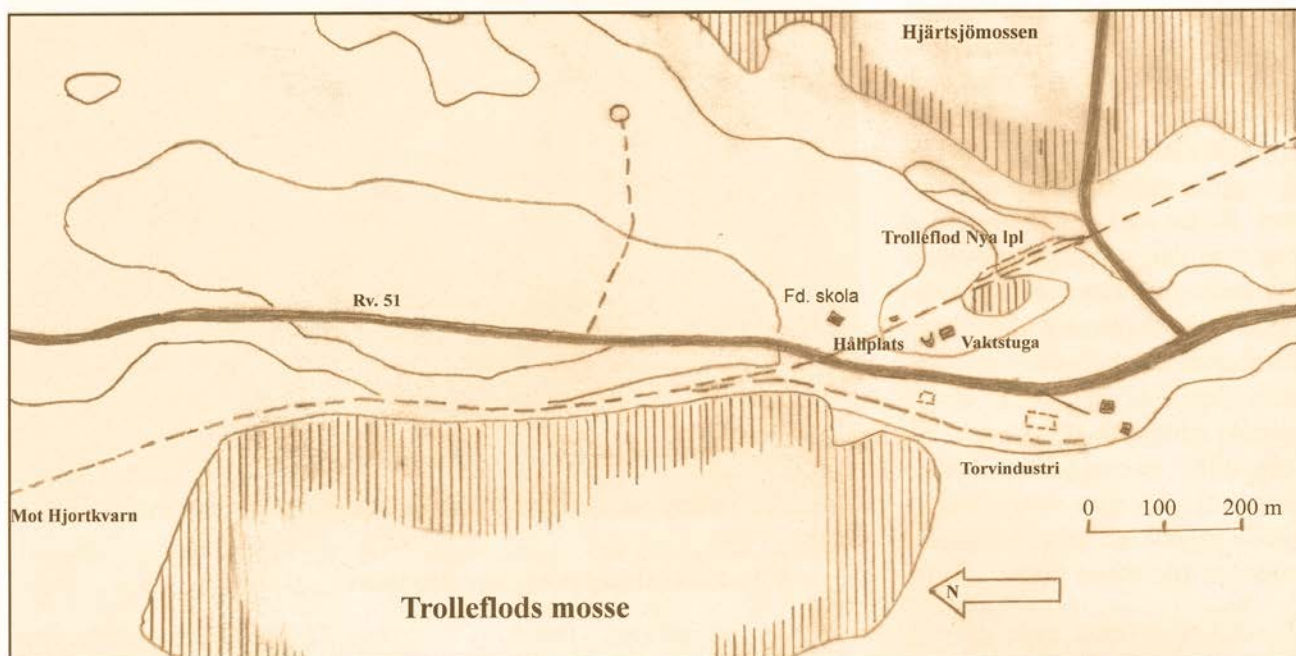 Hjärtsjömossen
Trolleflod Nya lpl
Rv. 51
Fd. skola
Hållplats
Vaktstuga
Torvindustri
Mot Hjortkvarn
0 100 200 m
N
Trolleflods mosse